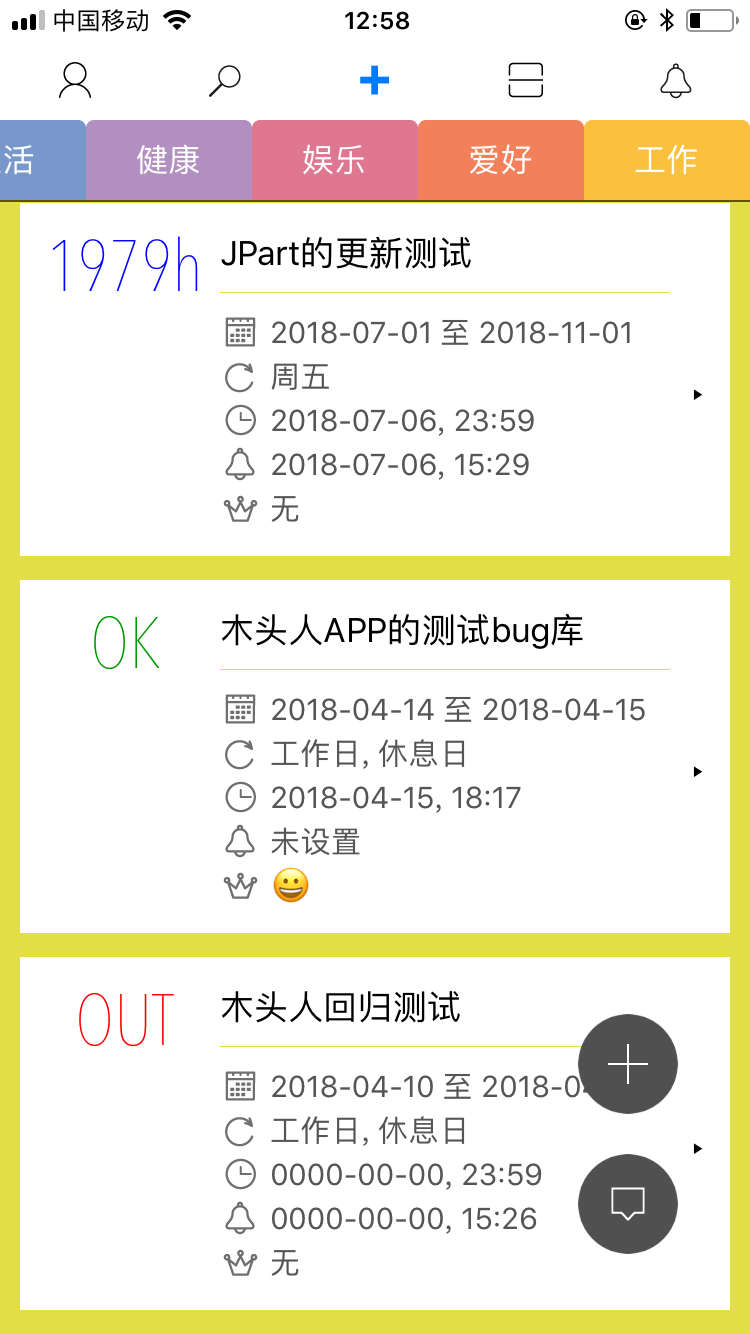 中国移动 12:58
活 健康 娱乐 爱好 工作
1979h JPart的更新测试
2018-07-01 至 2018-11-01
周五
2018-07-06, 23:59
2018-07-06, 15:29
无
OK 木头人APP的测试bug库
2018-04-14 至 2018-04-15
工作日, 休息日
2018-04-15, 18:17
未设置
😀
OUT 木头人回归测试
2018-04-10 至 2018-0
工作日, 休息日
0000-00-00, 23:59
0000-00-00, 15:26
无